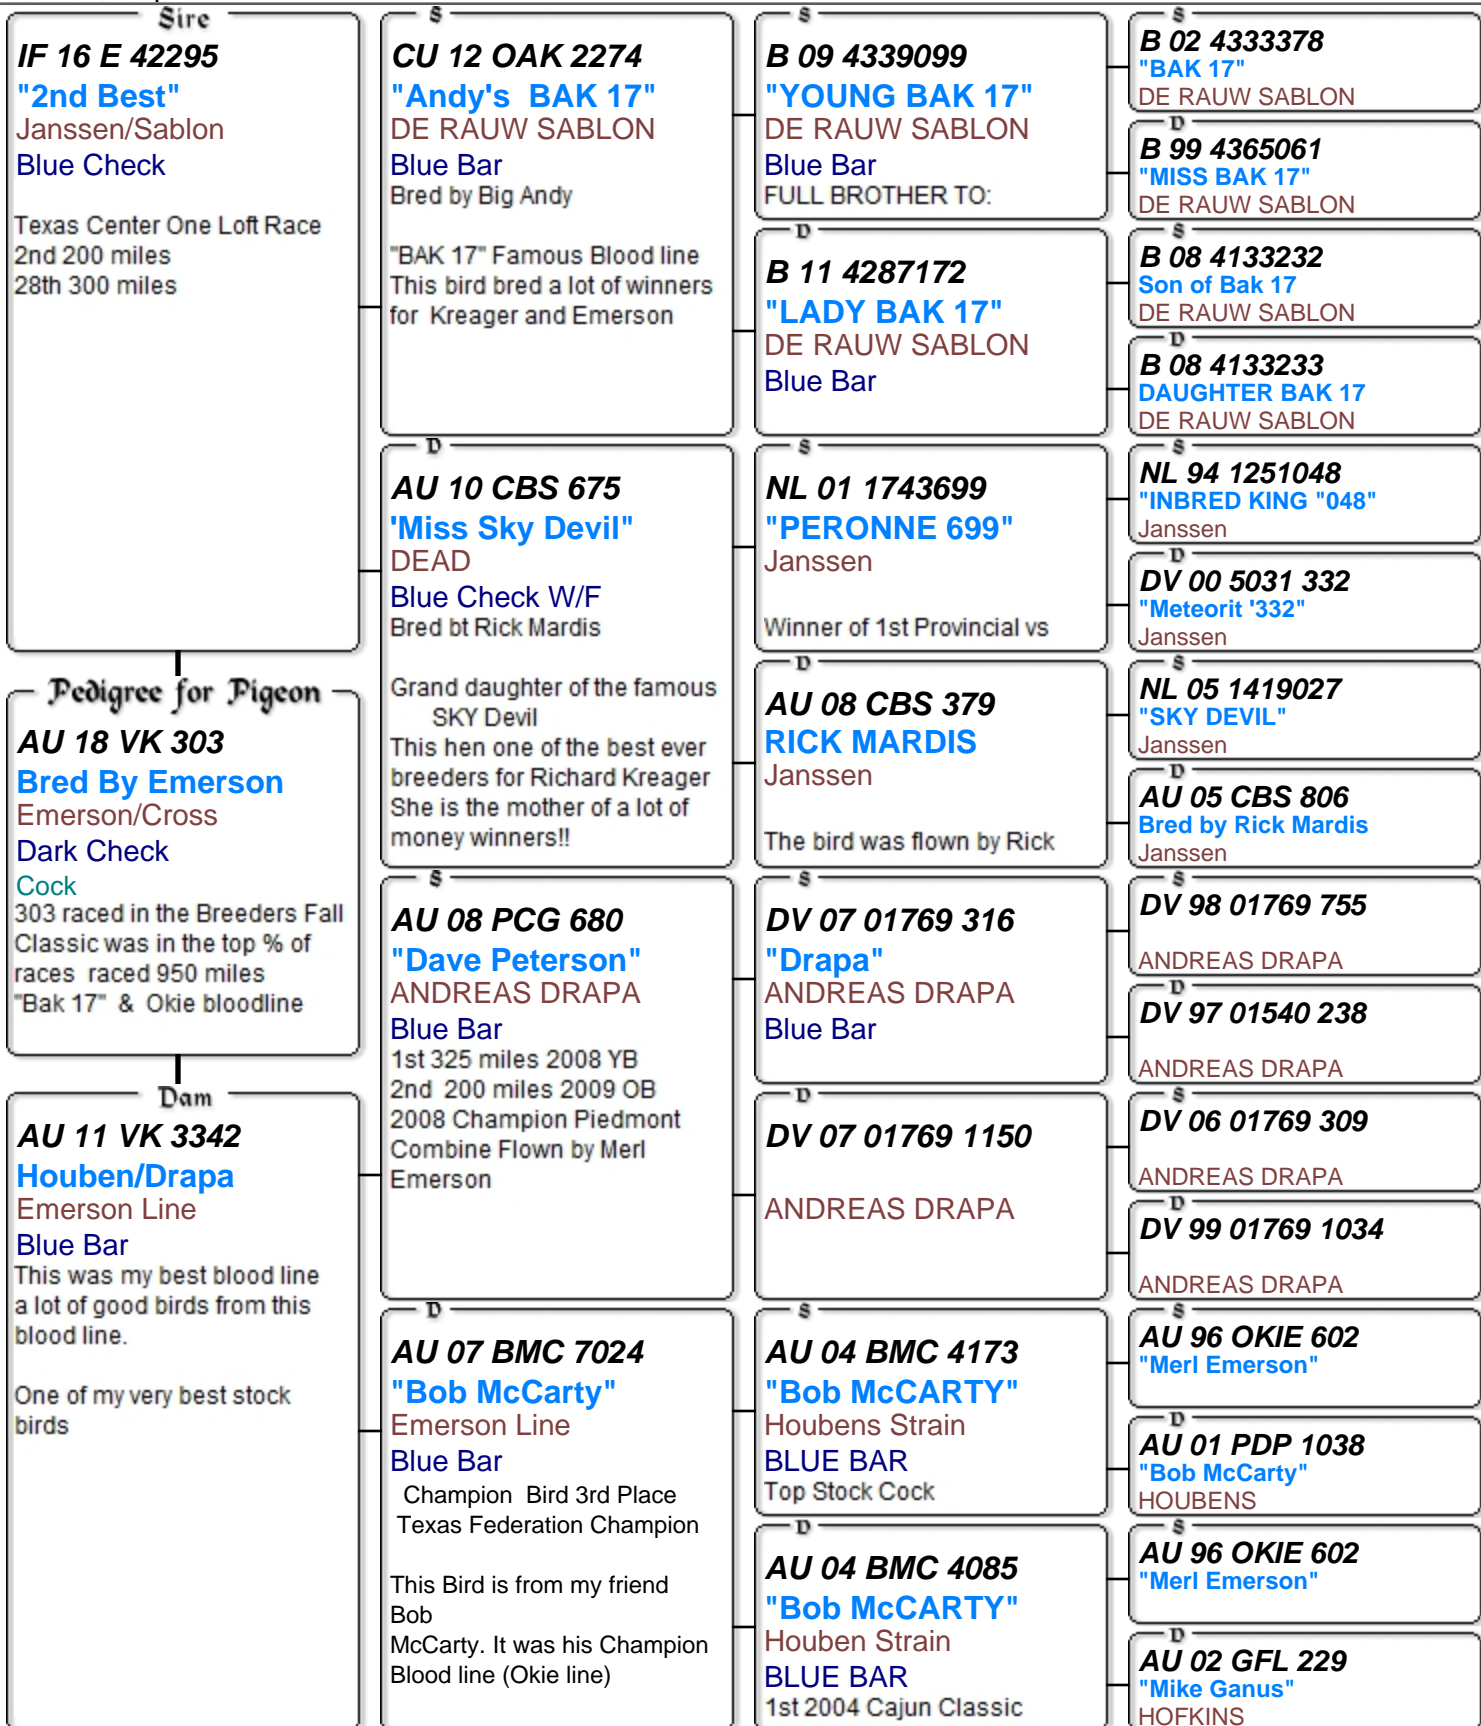 Sire
IF 16 E 42295
"2nd Best"
Janssen/Sablon
Blue Check
Texas Center One Loft Race
2nd 200 miles
28th 300 miles
Pedigree for Pigeon
AU 18 VK 303
Bred By Emerson
Emerson/Cross
Dark Check
Cock
303 raced in the Breeders Fall
Classic was in the top % of
races raced 950 miles
"Bak 17" & Okie bloodline
Dam
AU 11 VK 3342
Houben/Drapa
Emerson Line
Blue Bar
This was my best blood line
a lot of good birds from this
blood line.
One of my very best stock
birds
S
CU 12 OAK 2274
"Andy's BAK 17"
DE RAUW SABLON
Blue Bar
Bred by Big Andy
"BAK 17" Famous Blood line
This bird bred a lot of winners
for Kreager and Emerson
D
AU 10 CBS 675
'Miss Sky Devil"
DEAD
Blue Check W/F
Bred bt Rick Mardis
Grand daughter of the famous
SKY Devil
This hen one of the best ever
breeders for Richard Kreager
She is the mother of a lot of
money winners!!
S
AU 08 PCG 680
"Dave Peterson"
ANDREAS DRAPA
Blue Bar
1st 325 miles 2008 YB
2nd 200 miles 2009 OB
2008 Champion Piedmont
Combine Flown by Merl
Emerson
D
AU 07 BMC 7024
"Bob McCarty"
Emerson Line
Blue Bar
Champion Bird 3rd Place
Texas Federation Champion
This Bird is from my friend
Bob
McCarty. It was his Champion
Blood line (Okie line)
S
B 09 4339099
"YOUNG BAK 17"
DE RAUW SABLON
Blue Bar
FULL BROTHER TO:
D
B 11 4287172
"LADY BAK 17"
DE RAUW SABLON
Blue Bar
S
NL 01 1743699
"PERONNE 699"
Janssen
Winner of 1st Provincial vs
D
AU 08 CBS 379
RICK MARDIS
Janssen
The bird was flown by Rick
S
DV 07 01769 316
"Drapa"
ANDREAS DRAPA
Blue Bar
D
DV 07 01769 1150
ANDREAS DRAPA
S
AU 04 BMC 4173
"Bob McCARTY"
Houbens Strain
BLUE BAR
Top Stock Cock
D
AU 04 BMC 4085
"Bob McCARTY"
Houben Strain
BLUE BAR
1st 2004 Cajun Classic
S
B 02 4333378
"BAK 17"
DE RAUW SABLON
D
B 99 4365061
"MISS BAK 17"
DE RAUW SABLON
S
B 08 4133232
Son of Bak 17
DE RAUW SABLON
D
B 08 4133233
DAUGHTER BAK 17
DE RAUW SABLON
S
NL 94 1251048
"INBRED KING "048"
Janssen
D
DV 00 5031 332
"Meteorit '332"
Janssen
S
NL 05 1419027
"SKY DEVIL"
Janssen
D
AU 05 CBS 806
Bred by Rick Mardis
Janssen
S
DV 98 01769 755
ANDREAS DRAPA
D
DV 97 01540 238
ANDREAS DRAPA
S
DV 06 01769 309
ANDREAS DRAPA
D
DV 99 01769 1034
ANDREAS DRAPA
S
AU 96 OKIE 602
"Merl Emerson"
D
AU 01 PDP 1038
"Bob McCarty"
HOUBENS
S
AU 96 OKIE 602
"Merl Emerson"
D
AU 02 GFL 229
"Mike Ganus"
HOFKINS